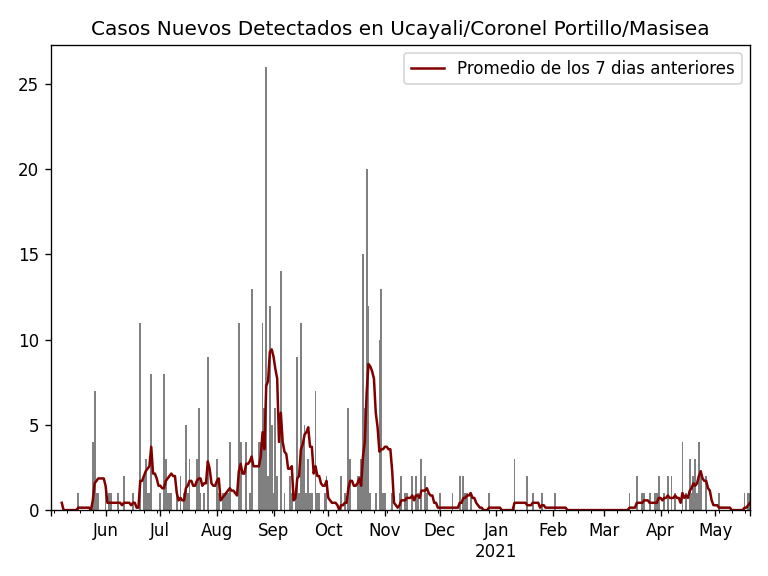 Casos Nuevos Detectados en Ucayali/Coronel Portillo/Masisea
Promedio de los 7 dias anteriores
25
20
15
10
5
0
Jun Jul Aug Sep Oct Nov Dec Jan Feb Mar Apr May
2021